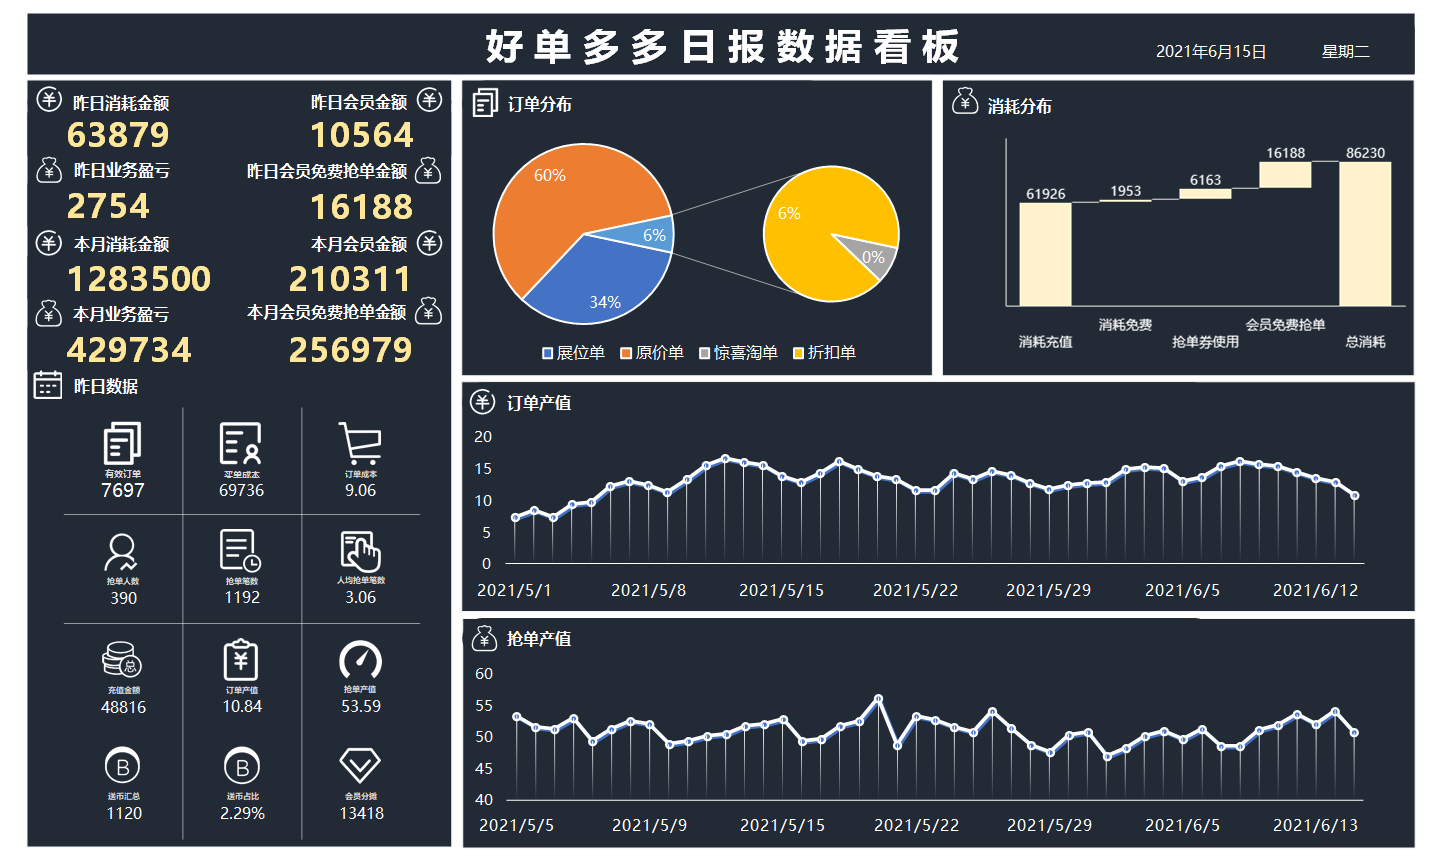 好单多多日报数据看板
2021年6月15日 星期二
昨日消耗金额 昨日会员金额
63879 10564
昨日业务盈亏 昨日会员免费抢单金额
2754 16188
本月消耗金额 本月会员金额
1283500 210311
本月业务盈亏 本月会员免费抢单金额
429734 256979
昨日数据
有效订单 买单成本 订单成本
7697 69736 9.06
抢单人数 抢单笔数 人均抢单笔数
390 1192 3.06
总
充值金额 订单产值 抢单产值
48816 10.84 53.59
B B
送币汇总 送币占比 会员分摊
1120 2.29% 13418
订单分布
60%
6%
34%
6%
0%
展位单 原价单 惊喜淘单 折扣单
消耗分布
61926 1953 6163 16188 86230
消耗充值 消耗免费 抢单券使用 会员免费抢单 总消耗
订单产值
20
15
10
5
0
2021/5/1 2021/5/8 2021/5/15 2021/5/22 2021/5/29 2021/6/5 2021/6/12
抢单产值
60
55
50
45
40
2021/5/5 2021/5/9 2021/5/15 2021/5/22 2021/5/29 2021/6/5 2021/6/13